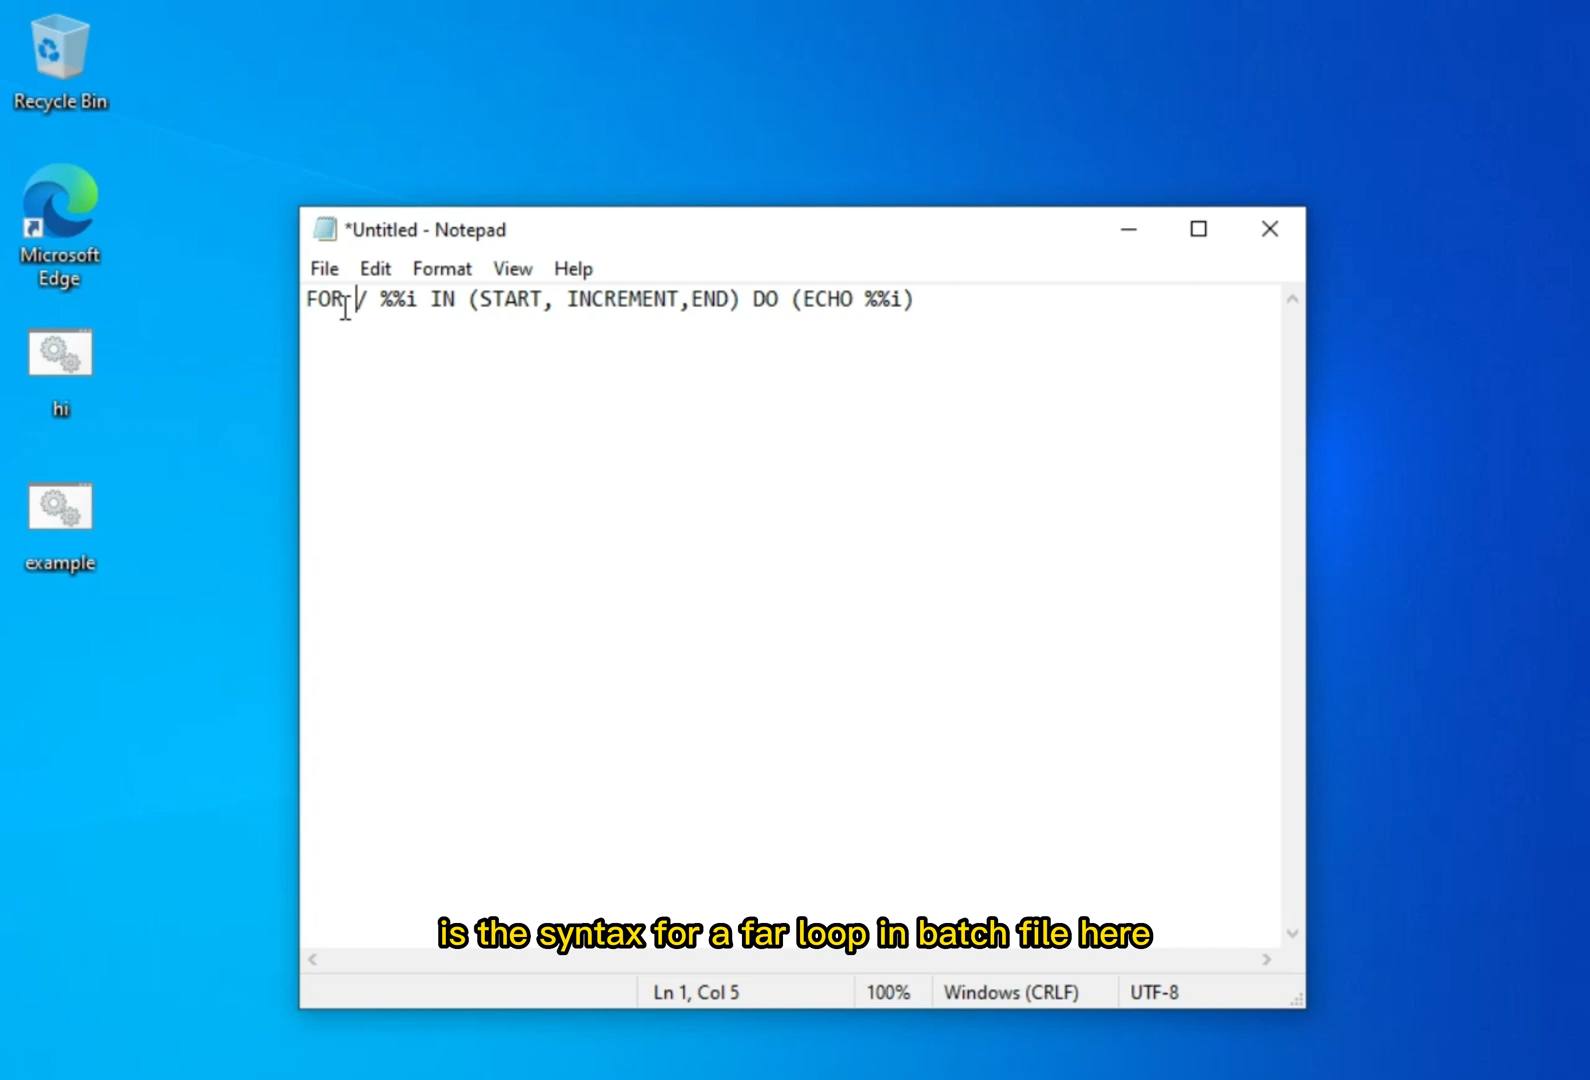 Recycle Bin
Microsoft
Edge
hi
example
*Untitled - Notepad
File Edit Format View Help
FOR / %%i IN (START, INCREMENT,END) DO (ECHO %%i)
is the syntax for a far loop in batch file here
Ln 1, Col 5 100% Windows (CRLF) UTF-8